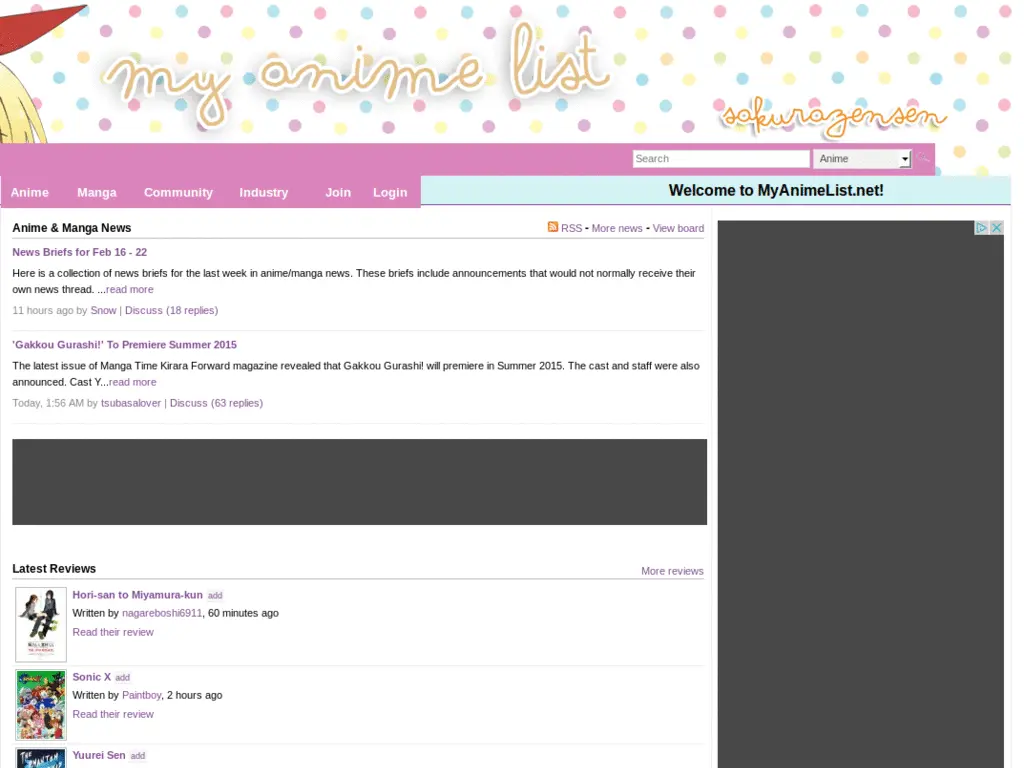 my anime list
sakurazensen
Search
Anime
Anime Manga Community Industry Join Login
Welcome to MyAnimeList.net!
Anime & Manga News
RSS - More news - View board
News Briefs for Feb 16 - 22
Here is a collection of news briefs for the last week in anime/manga news. These briefs include announcements that would not normally receive their
own news thread. ...read more
11 hours ago by Snow | Discuss (18 replies)
'Gakkou Gurashi!' To Premiere Summer 2015
The latest issue of Manga Time Kirara Forward magazine revealed that Gakkou Gurashi! will premiere in Summer 2015. The cast and staff were also
announced. Cast Y...read more
Today, 1:56 AM by tsubasalover | Discuss (63 replies)
Latest Reviews
More reviews
Hori-san to Miyamura-kun add
Written by nagareboshi6911, 60 minutes ago
Read their review
Sonic X add
Written by Paintboy, 2 hours ago
Read their review
Yuurei Sen add